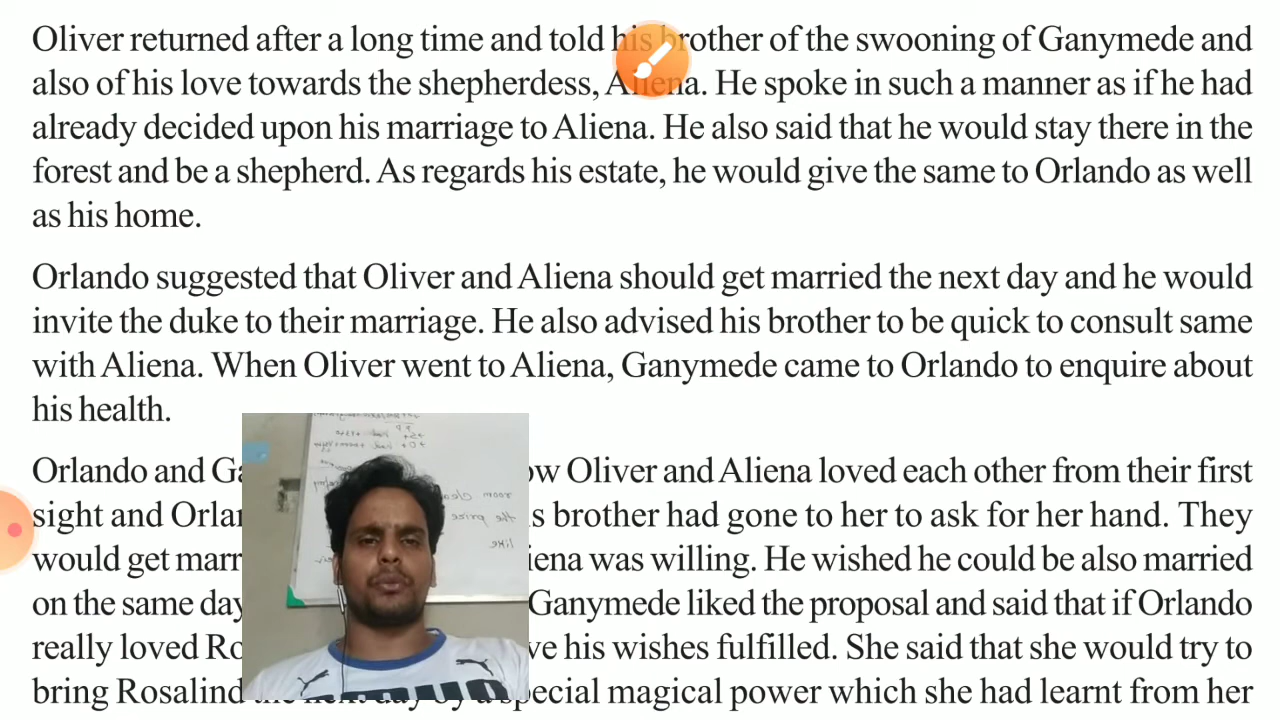 Oliver returned after a long time and told his brother of the swooning of Ganymede and
also of his love towards the shepherdess, Aliena. He spoke in such a manner as if he had
already decided upon his marriage to Aliena. He also said that he would stay there in the
forest and be a shepherd. As regards his estate, he would give the same to Orlando as well
as his home.
Orlando suggested that Oliver and Aliena should get married the next day and he would
invite the duke to their marriage. He also advised his brother to be quick to consult same
with Aliena. When Oliver went to Aliena, Ganymede came to Orlando to enquire about
his health.
Orlando and Oliver and Aliena loved each other from their first
sight and brother had gone to her to ask for her hand. They
would get was willing. He wished he could be also married
on the same day Ganymede liked the proposal and said that if Orlando
really loved his wishes fulfilled. She said that she would try to
bring Rosalind the next day by a special magical power which she had learnt from her
room
the prize
like